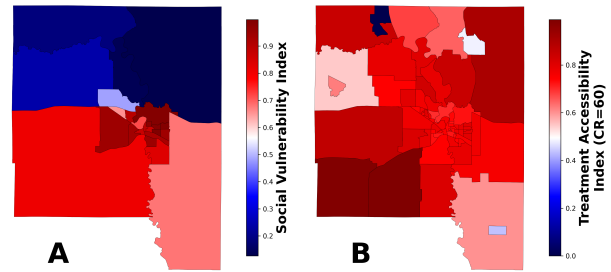 A
0.9
0.8
0.7
0.6
0.5
0.4
0.3
0.2
Social Vulnerability Index
B
0.8
0.6
0.4
0.2
0.0
Treatment Accessibility
Index (CR=60)